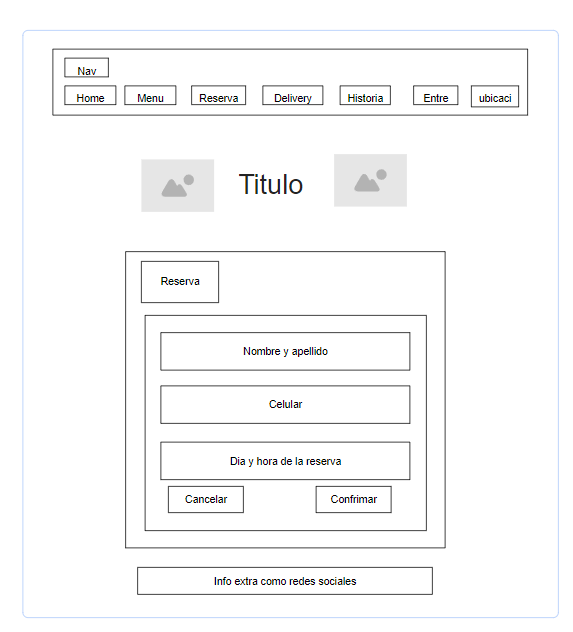 Nav
Home Menu Reserva Delivery Historia Entre ubicaci
Titulo
Reserva
Nombre y apellido
Celular
Dia y hora de la reserva
Cancelar Confrimar
Info extra como redes sociales